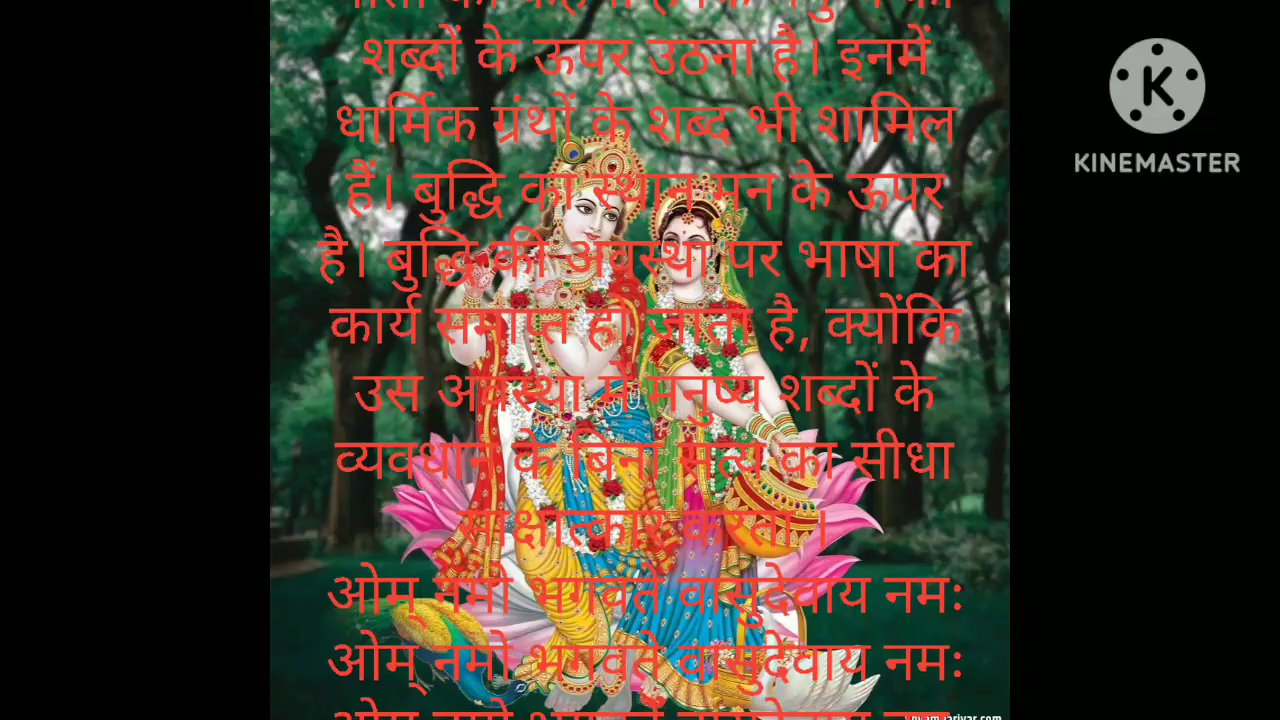 शब्दों के ऊपर उठना है। इनमें
धार्मिक ग्रंथों के शब्द भी शामिल
हैं। बुद्धि का स्थान मन के ऊपर
है। बुद्धि की अवस्था पर भाषा का
कार्य समाप्त हो जाता है, क्योंकि
उस अवस्था में मनुष्य शब्दों के
व्यवधान के बिना सत्य का सीधा
साक्षात्कार करता ।
ओम् नमो भगवते वासुदेवाय नमः
ओम् नमो भगवते वासुदेवाय नमः
KINEMASTER